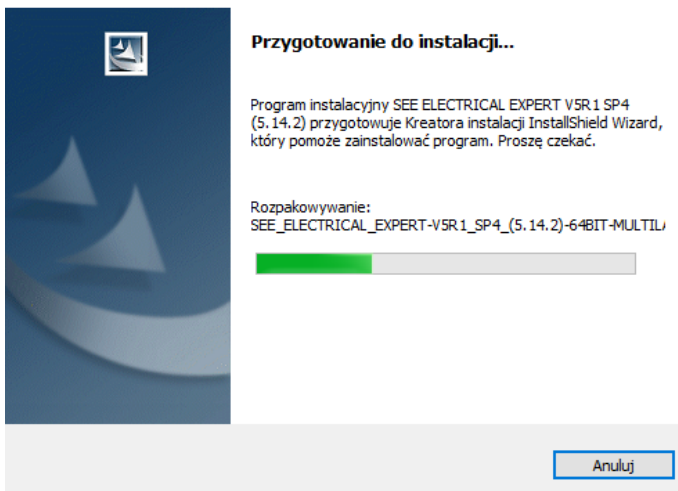 Przygotowanie do instalacji...
Program instalacyjny SEE ELECTRICAL EXPERT V5R1 SP4
(5.14.2) przygotowuje Kreatora instalacji InstallShield Wizard,
który pomoże zainstalować program. Proszę czekać.
Rozpakowywanie:
SEE_ELECTRICAL_EXPERT-V5R1_SP4_(5.14.2)-64BIT-MULTIL
Anuluj